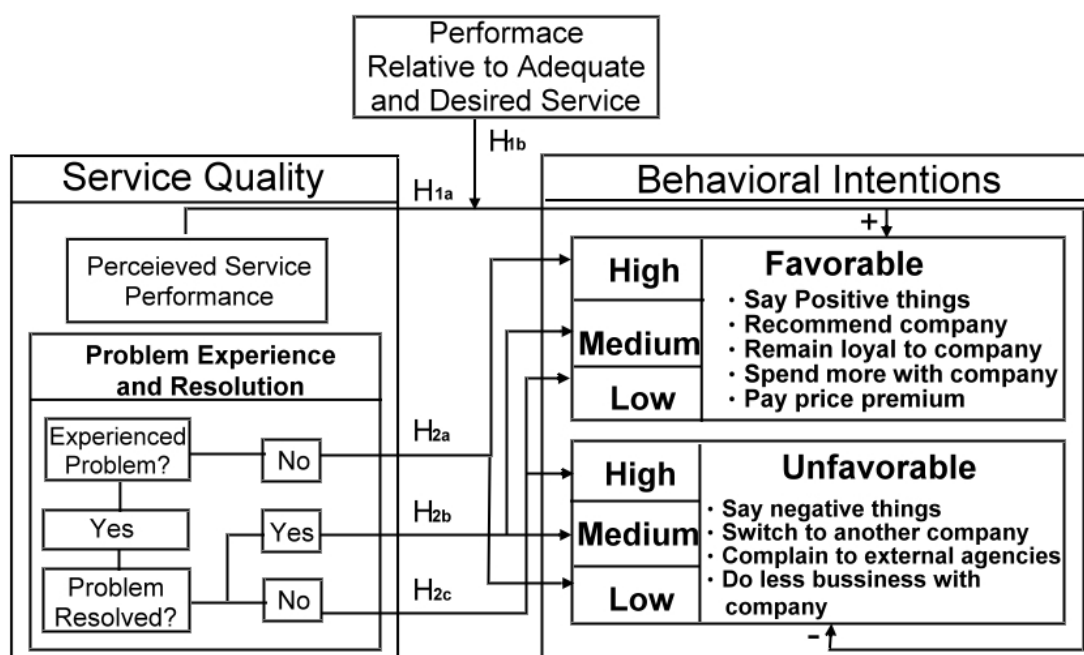 Performace
Relative to Adequate
and Desired Service
H1b
Service Quality
H1a
Behavioral Intentions
Perceieved Service
Performance
+
High
Medium
Low
Favorable
· Say Positive things
· Recommend company
· Remain loyal to company
· Spend more with company
· Pay price premium
Problem Experience
and Resolution
Experienced
Problem?
No
H2a
Yes
Yes
H2b
Problem
Resolved?
No
H2c
High
Medium
Low
Unfavorable
· Say negative things
· Switch to another company
· Complain to external agencies
· Do less bussiness with
company
-